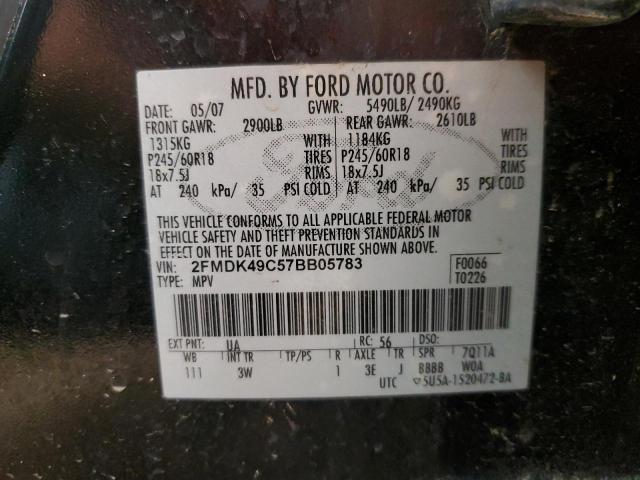 MFD. BY FORD MOTOR CO.
DATE: 05/07 GVWR: 5490LB/ 2490KG
FRONT GAWR: 2900LB REAR GAWR: 2610LB
1315KG WITH 1184KG WITH
P245/60R18 TIRES P245/60R18 TIRES
18x7.5J RIMS 18x7.5J RIMS
AT 240 kPa/ 35 PSI COLD AT 240 kPa/ 35 PSI COLD
Ford
THIS VEHICLE CONFORMS TO ALL APPLICABLE FEDERAL MOTOR
VEHICLE SAFETY AND THEFT PREVENTION STANDARDS IN
EFFECT ON THE DATE OF MANUFACTURE SHOWN ABOVE.
VIN: 2FMDK49C57BB05783 F0066
TYPE: MPV T0226
EXT PNT: UA RC: 56 DSO:
WB INT TR TP/PS R AXLE TR SPR 7Q11A
111 3W 1 3E J BBBB WOA
UTC ▽5U5A-1520472-BA